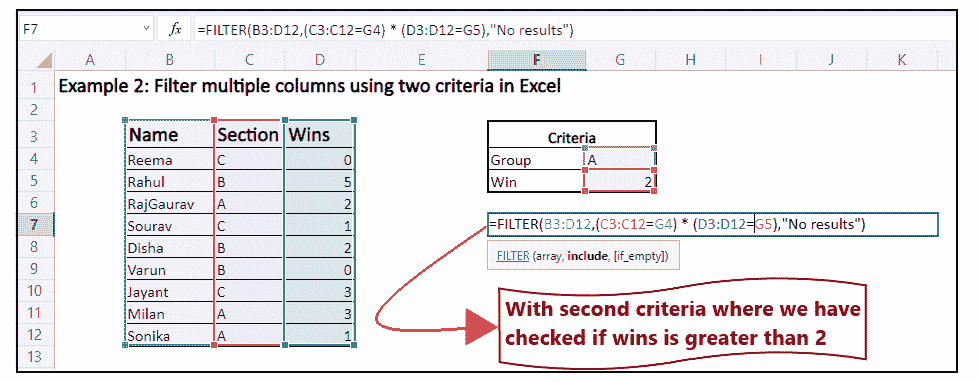 F7 fx =FILTER(B3:D12,(C3:C12=G4) * (D3:D12=G5),"No results")
A B C D E F G H I J K
1 Example 2: Filter multiple columns using two criteria in Excel
2
3 Name Section Wins Criteria
4 Reema C 0 Group A
5 Rahul B 5 Win 2
6 RajGaurav A 2
7 Sourav C 1 =FILTER(B3:D12,(C3:C12=G4) * (D3:D12=G5),"No results")
8 Disha B 2 FILTER (array, include, [if_empty])
9 Varun B 0
10 Jayant C 3 With second criteria where we have
11 Milan A 3 checked if wins is greater than 2
12 Sonika A 1
13